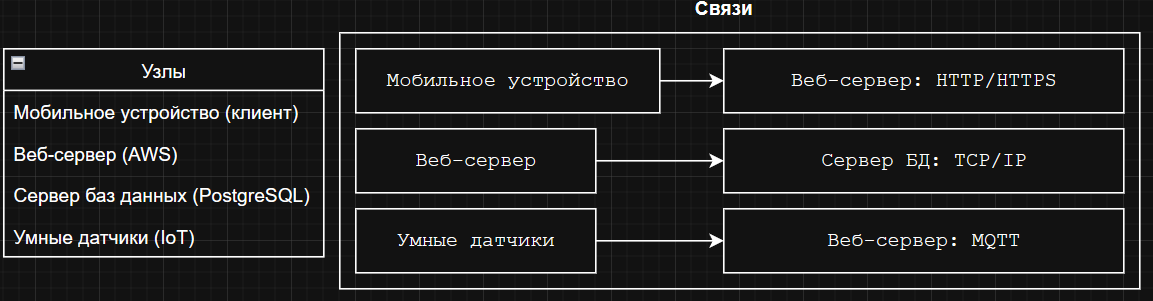 Связи
Узлы
Мобильное устройство (клиент)
Веб-сервер (AWS)
Сервер баз данных (PostgreSQL)
Умные датчики (IoT)
Мобильное устройство
Веб-сервер: HTTP/HTTPS
Веб-сервер
Сервер БД: TCP/IP
Умные датчики
Веб-сервер: MQTT